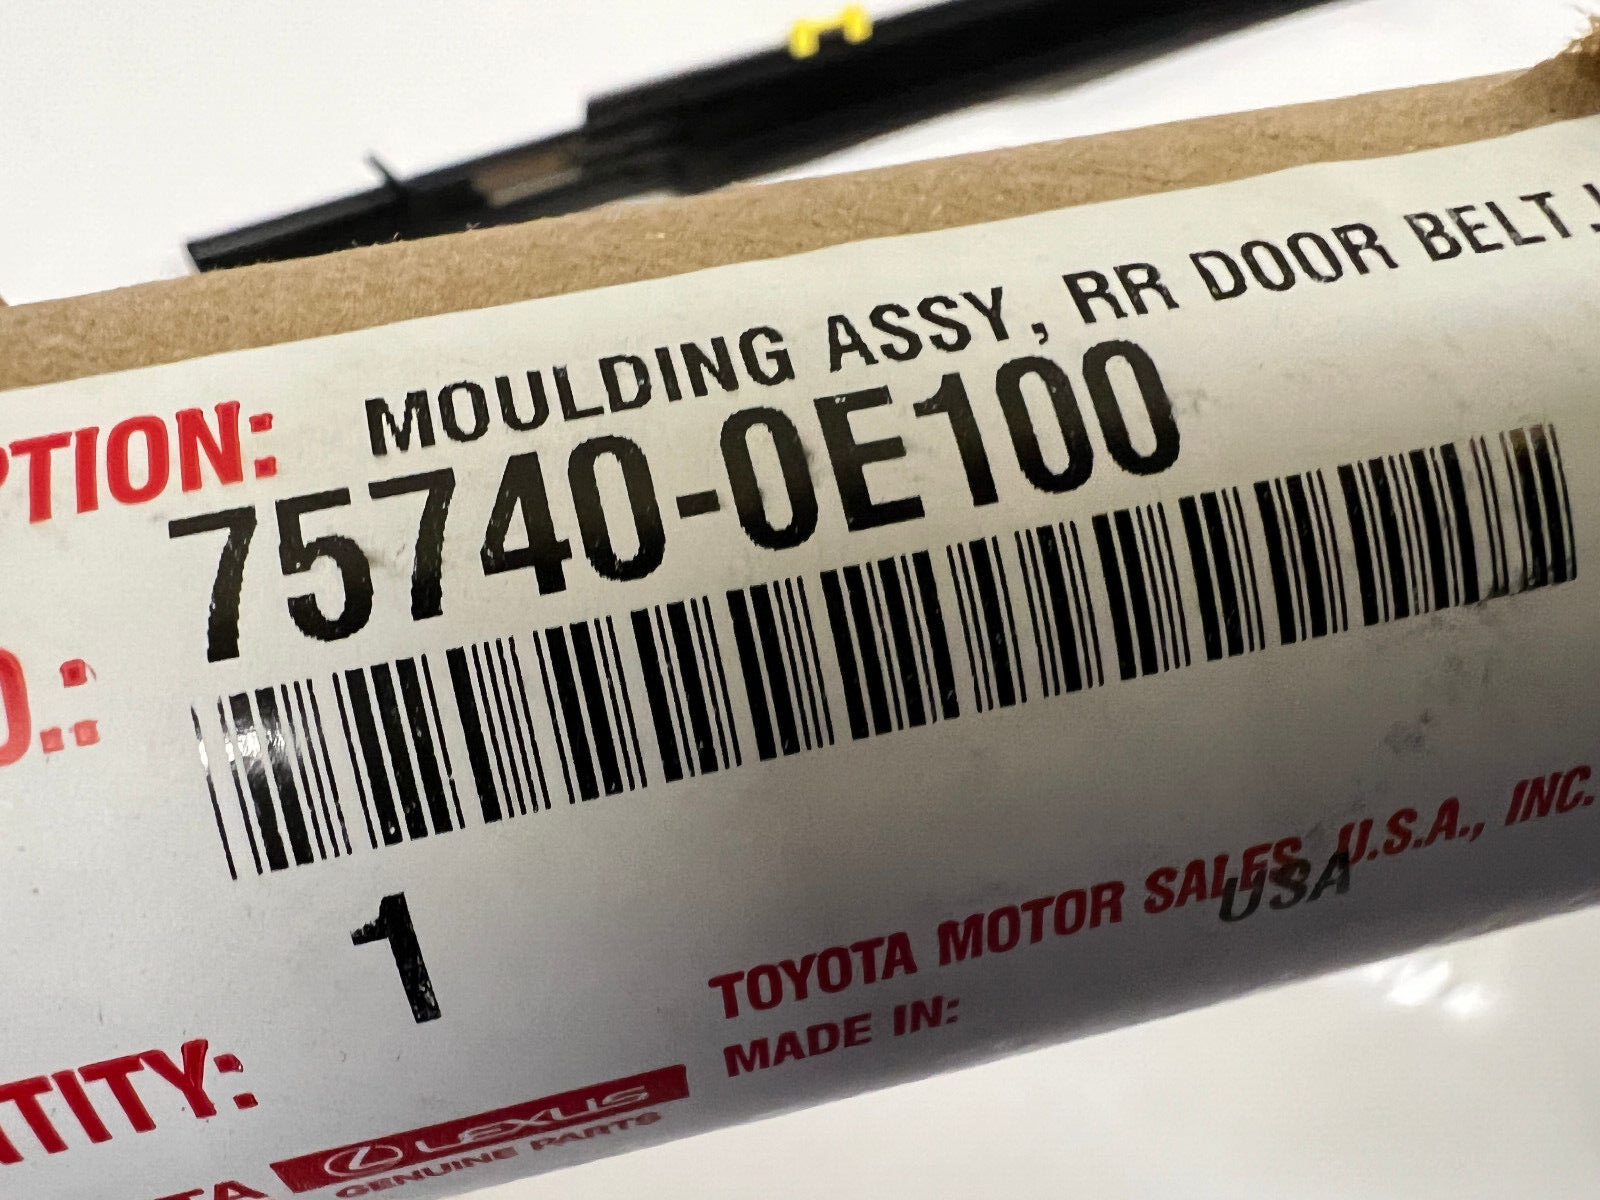 PTION: MOULDING ASSY, RR DOOR BELT,
75740-0E100
O.:
1
TOYOTA MOTOR SALES, U.S.A., INC.
USA
MADE IN:
TITY:
TA LEXUS
GENUINE PARTS